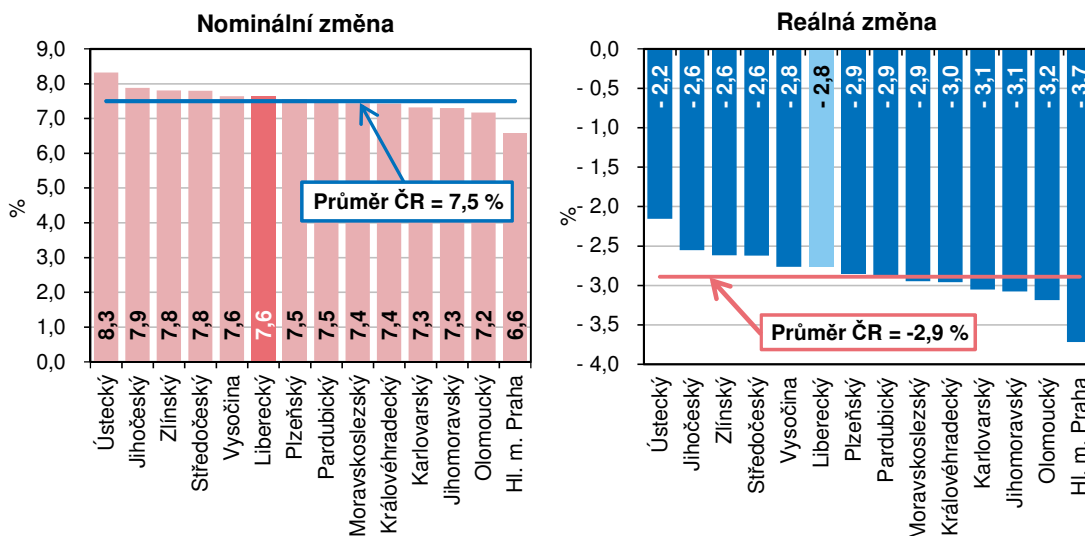 Nominální změna
9,0
8,0
7,0
6,0
5,0
4,0
3,0
2,0
1,0
0,0
%
Průměr ČR = 7,5 %
8,3
7,9
7,8
7,8
7,6
7,6
7,5
7,5
7,4
7,4
7,3
7,3
7,2
6,6
Ústecký
Jihočeský
Zlínský
Středočeský
Vysočina
Liberecký
Plzeňský
Pardubický
Moravskoslezský
Královéhradecký
Karlovarský
Jihomoravský
Olomoucký
Hl. m. Praha
Reálná změna
0,0
- 0,5
- 1,0
- 1,5
- 2,0
- 2,5
- 3,0
- 3,5
- 4,0
%
- 2,2
- 2,6
- 2,6
- 2,6
- 2,8
- 2,8
- 2,9
- 2,9
- 2,9
- 3,0
- 3,1
- 3,1
- 3,2
- 3,7
Průměr ČR = -2,9 %
Ústecký
Jihočeský
Zlínský
Středočeský
Vysočina
Liberecký
Plzeňský
Pardubický
Moravskoslezský
Královéhradecký
Karlovarský
Jihomoravský
Olomoucký
Hl. m. Praha